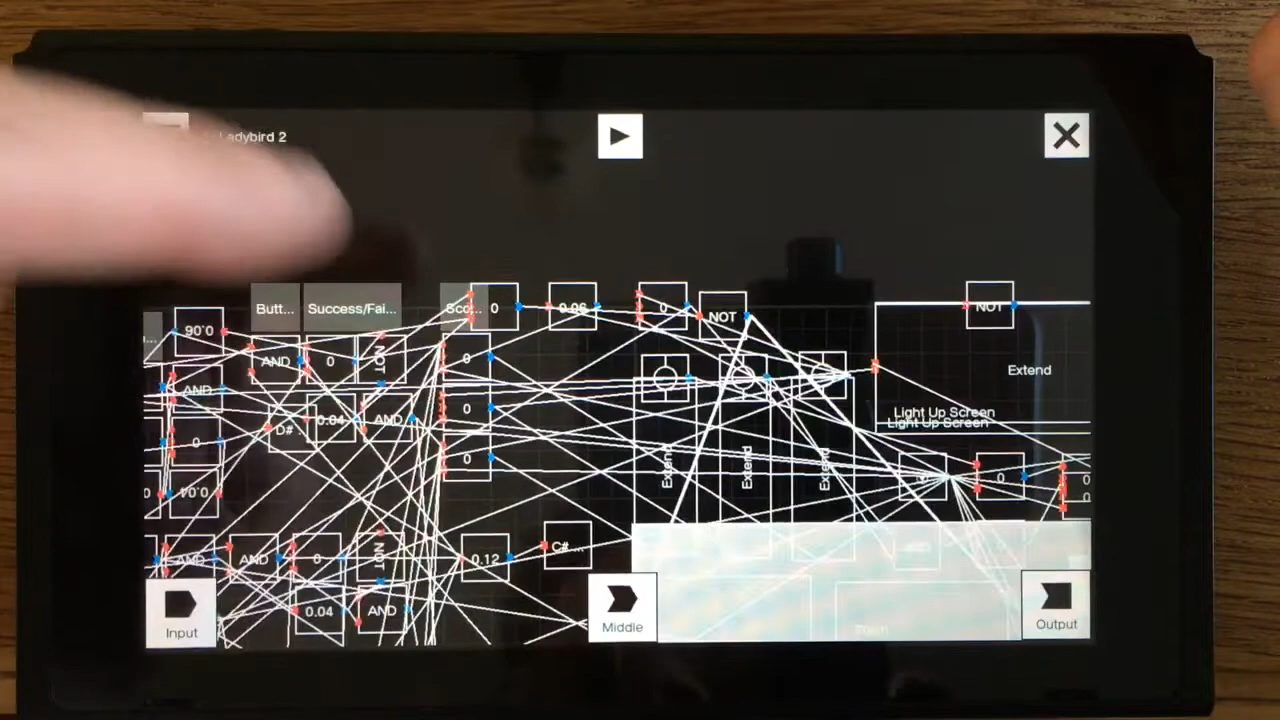 Ladybird 2
Butt...
Success/Fai...
Sco...
0
0.06
0
NOT
NOT
0.06
AND
0
NOT
0
AND
Extend
0.04
AND
0
D#
Light Up Screen
Light Up Screen
0
0
Extend
Extend
Extend
0
0
0
AND
AND
0
NOT
0.12
C#...
0.04
AND
Input
Middle
Output